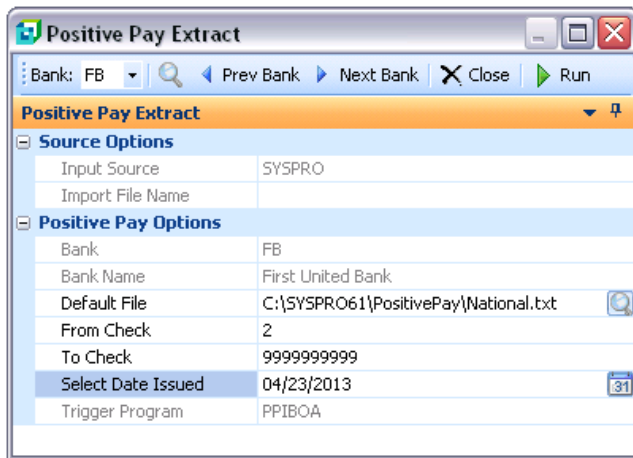 Positive Pay Extract
Bank: FB Prev Bank Next Bank Close Run
Positive Pay Extract
Source Options
Input Source SYSPRO
Import File Name
Positive Pay Options
Bank FB
Bank Name First United Bank
Default File C:\SYSPRO61\PositivePay\National.txt
From Check 2
To Check 9999999999
Select Date Issued 04/23/2013 31
Trigger Program PPIBOA